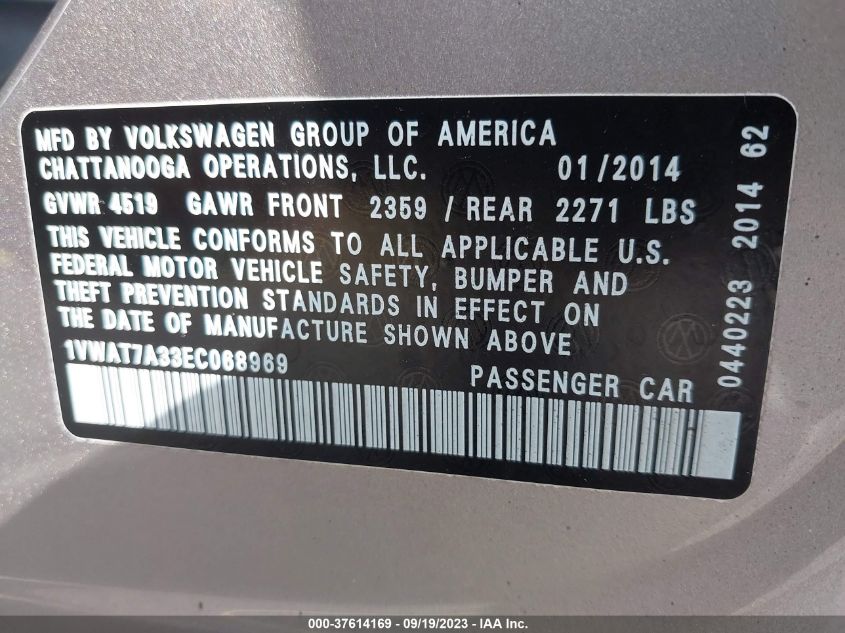 MFD BY VOLKSWAGEN GROUP OF AMERICA
CHATTANOOGA OPERATIONS, LLC. 01/2014
GVWR 4519 GAWR FRONT 2359 / REAR 2271 LBS
THIS VEHICLE CONFORMS TO ALL APPLICABLE U.S.
FEDERAL MOTOR VEHICLE SAFETY, BUMPER AND
THEFT PREVENTION STANDARDS IN EFFECT ON
THE DATE OF MANUFACTURE SHOWN ABOVE
1VWAT7A33EC068969
PASSENGER CAR
0440223 2014 62
000-37614169 - 09/19/2023 - IAA Inc.